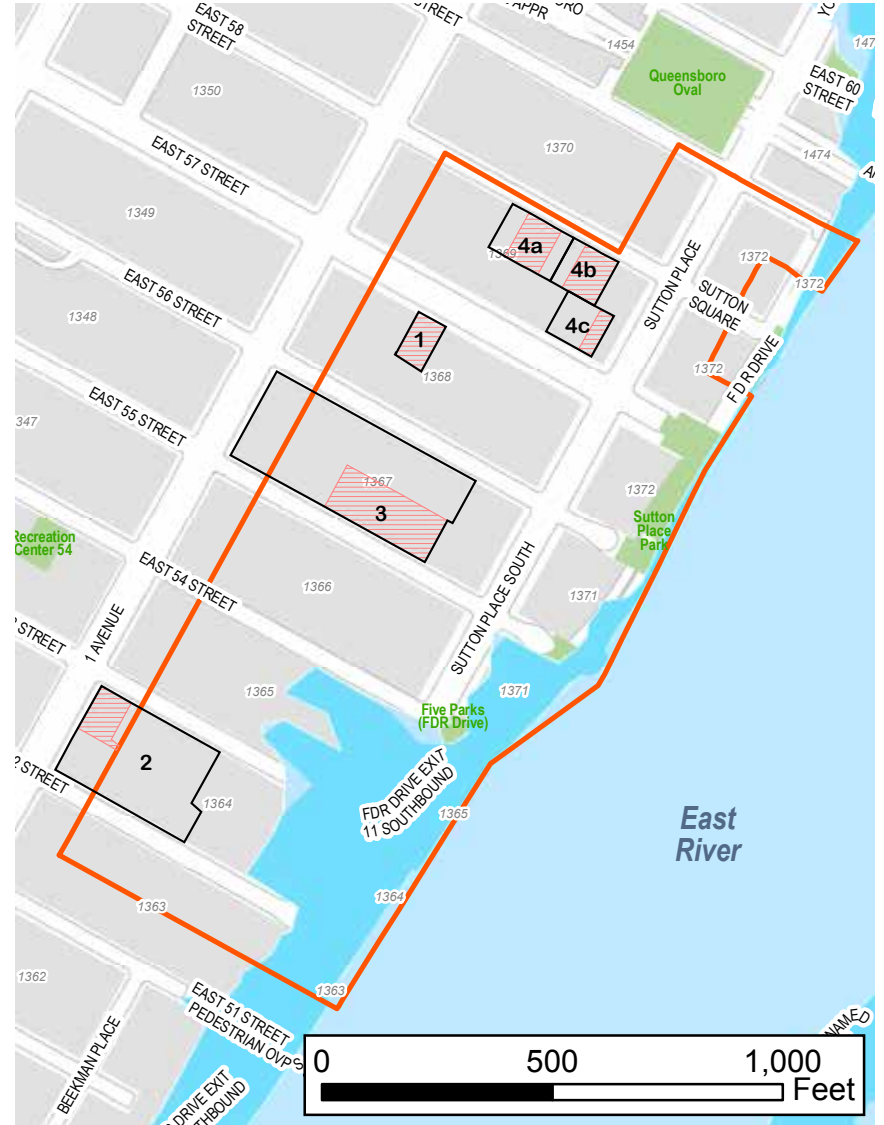 EAST 58
STREET
1454
Queensboro
Oval
EAST 60
STREET
1350
1370
1474
EAST 57 STREET
1349
4a
1369
4b
4c
SUTTON PLACE
1372
1372
SUTTON
SQUARE
EAST 56 STREET
1348
1
1368
1372
F D R DRIVE
EAST 55 STREET
1367
3
1372
Sutton
Place
Park
Recreation
Center 54
EAST 54 STREET
1366
SUTTON PLACE SOUTH
1371
1 AVENUE
1365
1371
Five Parks
(FDR Drive)
2
1364
FDR DRIVE EXIT
11 SOUTHBOUND
1365
East
River
1364
1363
1362
1363
EAST 51 STREET
PEDESTRIAN OVP
BEEKMAN PLACE
0 500 1,000
Feet